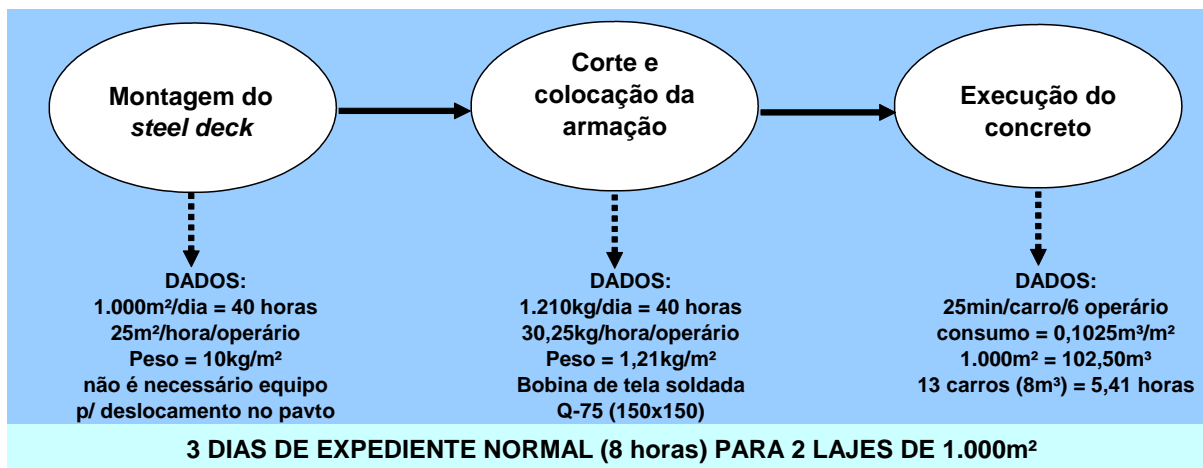 Montagem do
steel deck
Corte e
colocação da
armação
Execução do
concreto
DADOS:
1.000m²/dia = 40 horas
25m²/hora/operário
Peso = 10kg/m²
não é necessário equipo
p/ deslocamento no pavto
DADOS:
1.210kg/dia = 40 horas
30,25kg/hora/operário
Peso = 1,21kg/m²
Bobina de tela soldada
Q-75 (150x150)
DADOS:
25min/carro/6 operário
consumo = 0,1025m³/m²
1.000m² = 102,50m³
13 carros (8m³) = 5,41 horas
3 DIAS DE EXPEDIENTE NORMAL (8 horas) PARA 2 LAJES DE 1.000m²